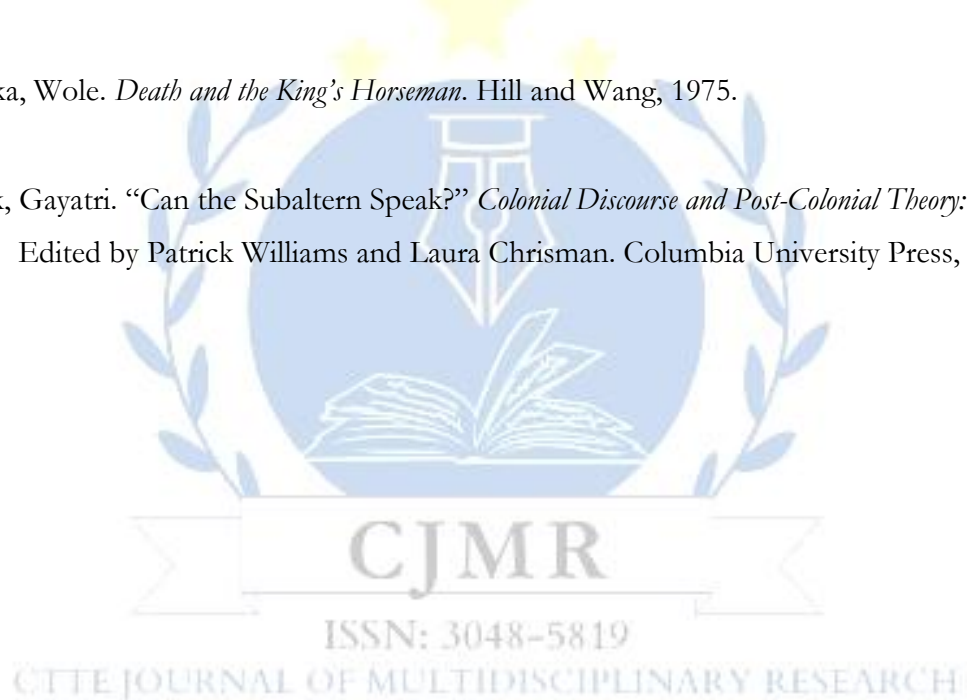 ka, Wole. Death and the King’s Horseman. Hill and Wang, 1975.
k, Gayatri. “Can the Subaltern Speak?” Colonial Discourse and Post-Colonial Theory:
Edited by Patrick Williams and Laura Chrisman. Columbia University Press,
CJMR
ISSN: 3048-5819
CTTE JOURNAL OF MULTIDISCIPLINARY RESEARCH